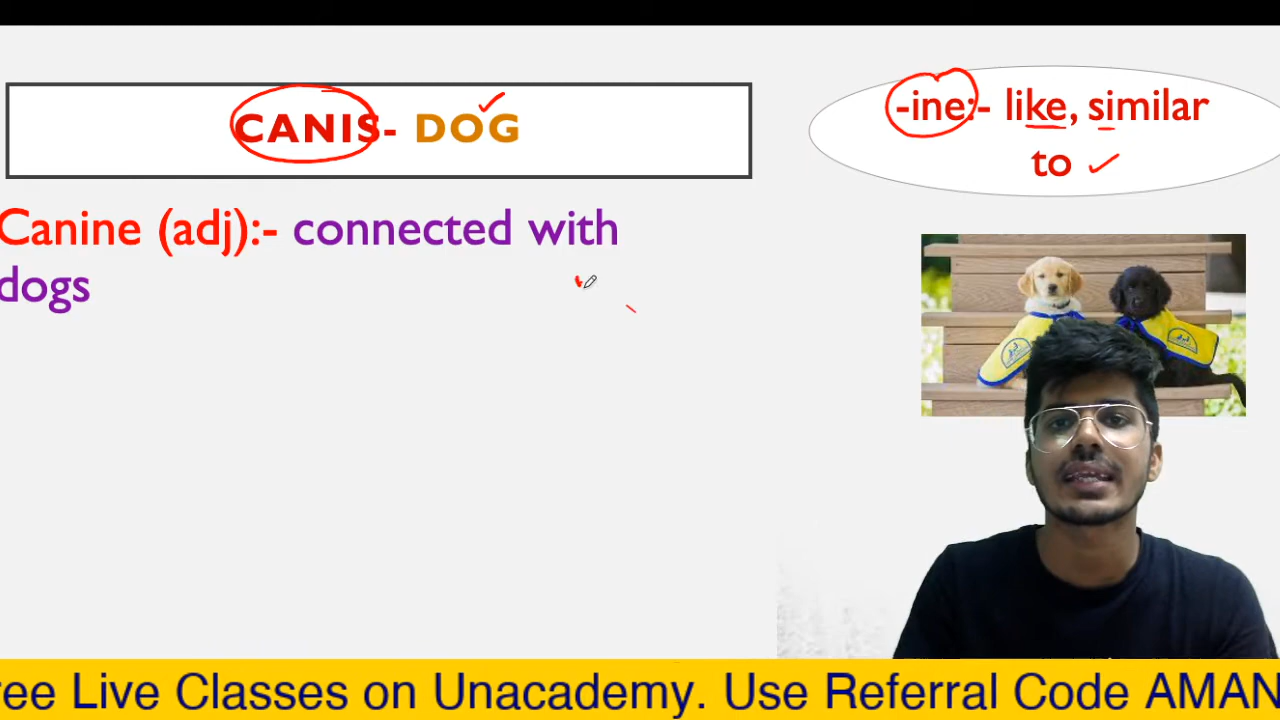 CANIS- DOG
-ine:- like, similar
to
Canine (adj):- connected with
dogs
ree Live Classes on Unacademy. Use Referral Code AMAN